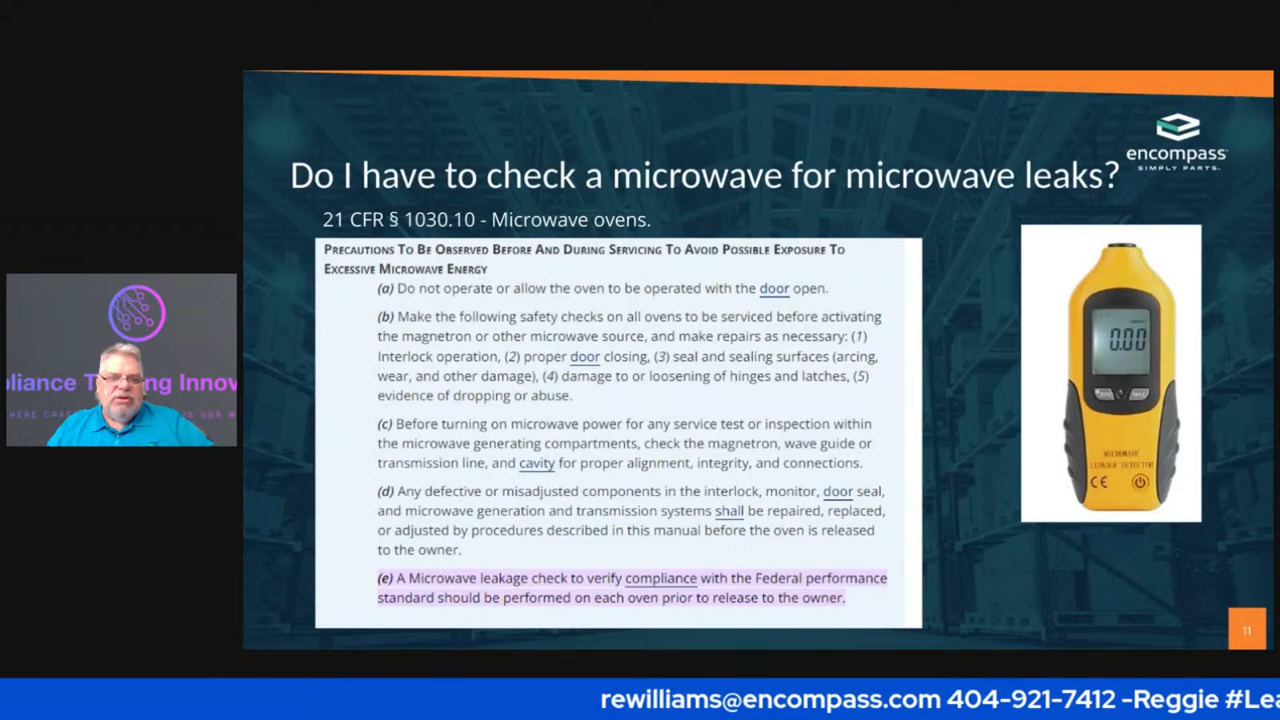 encompass
SIMPLY PARTS.
Do I have to check a microwave for microwave leaks?
21 CFR § 1030.10 - Microwave ovens.
PRECAUTIONS TO BE OBSERVED BEFORE AND DURING SERVICING TO AVOID POSSIBLE EXPOSURE TO
EXCESSIVE MICROWAVE ENERGY
(a) Do not operate or allow the oven to be operated with the door open.
(b) Make the following safety checks on all ovens to be serviced before activating
the magnetron or other microwave source, and make repairs as necessary: (1)
Interlock operation, (2) proper door closing, (3) seal and sealing surfaces (arcing,
wear, and other damage), (4) damage to or loosening of hinges and latches, (5)
evidence of dropping or abuse.
(c) Before turning on microwave power for any service test or inspection within
the microwave generating compartments, check the magnetron, wave guide or
transmission line, and cavity for proper alignment, integrity, and connections.
(d) Any defective or misadjusted components in the interlock, monitor, door seal,
and microwave generation and transmission systems shall be repaired, replaced,
or adjusted by procedures described in this manual before the oven is released
to the owner.
(e) A Microwave leakage check to verify compliance with the Federal performance
standard should be performed on each oven prior to release to the owner.
0.00
MAX
MICROWAVE
LEAKAGE DETECTOR
CE
pliance T ning Innov
HERE CRA IS OUR W
11
rewilliams@encompass.com 404-921-7412 -Reggie #Lea